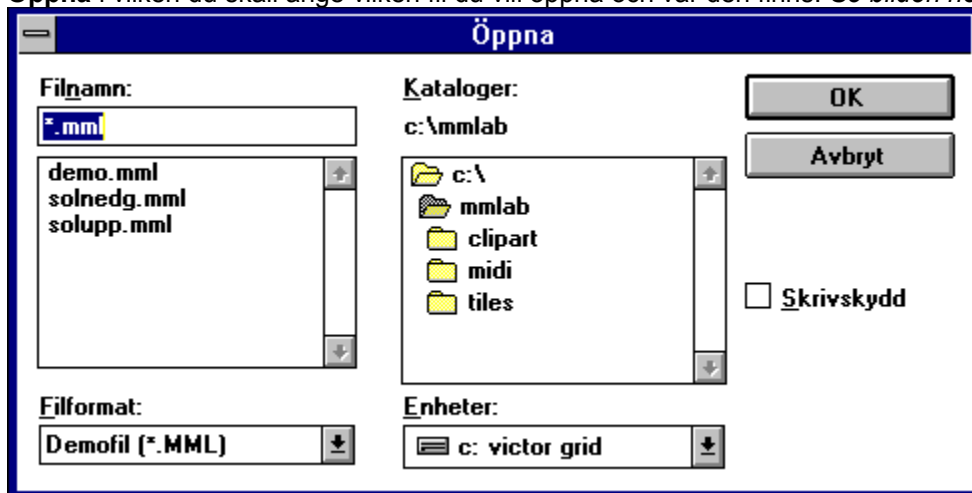 Öppna
Filnamn:
*.mml
demo.mml
solnedg.mml
solupp.mml
Filformat:
Demofil (*.MML)
Kataloger:
c:\mmlab
c:\
mmlab
clipart
midi
tiles
Enheter:
c: victor grid
OK
Avbryt
Skrivskydd